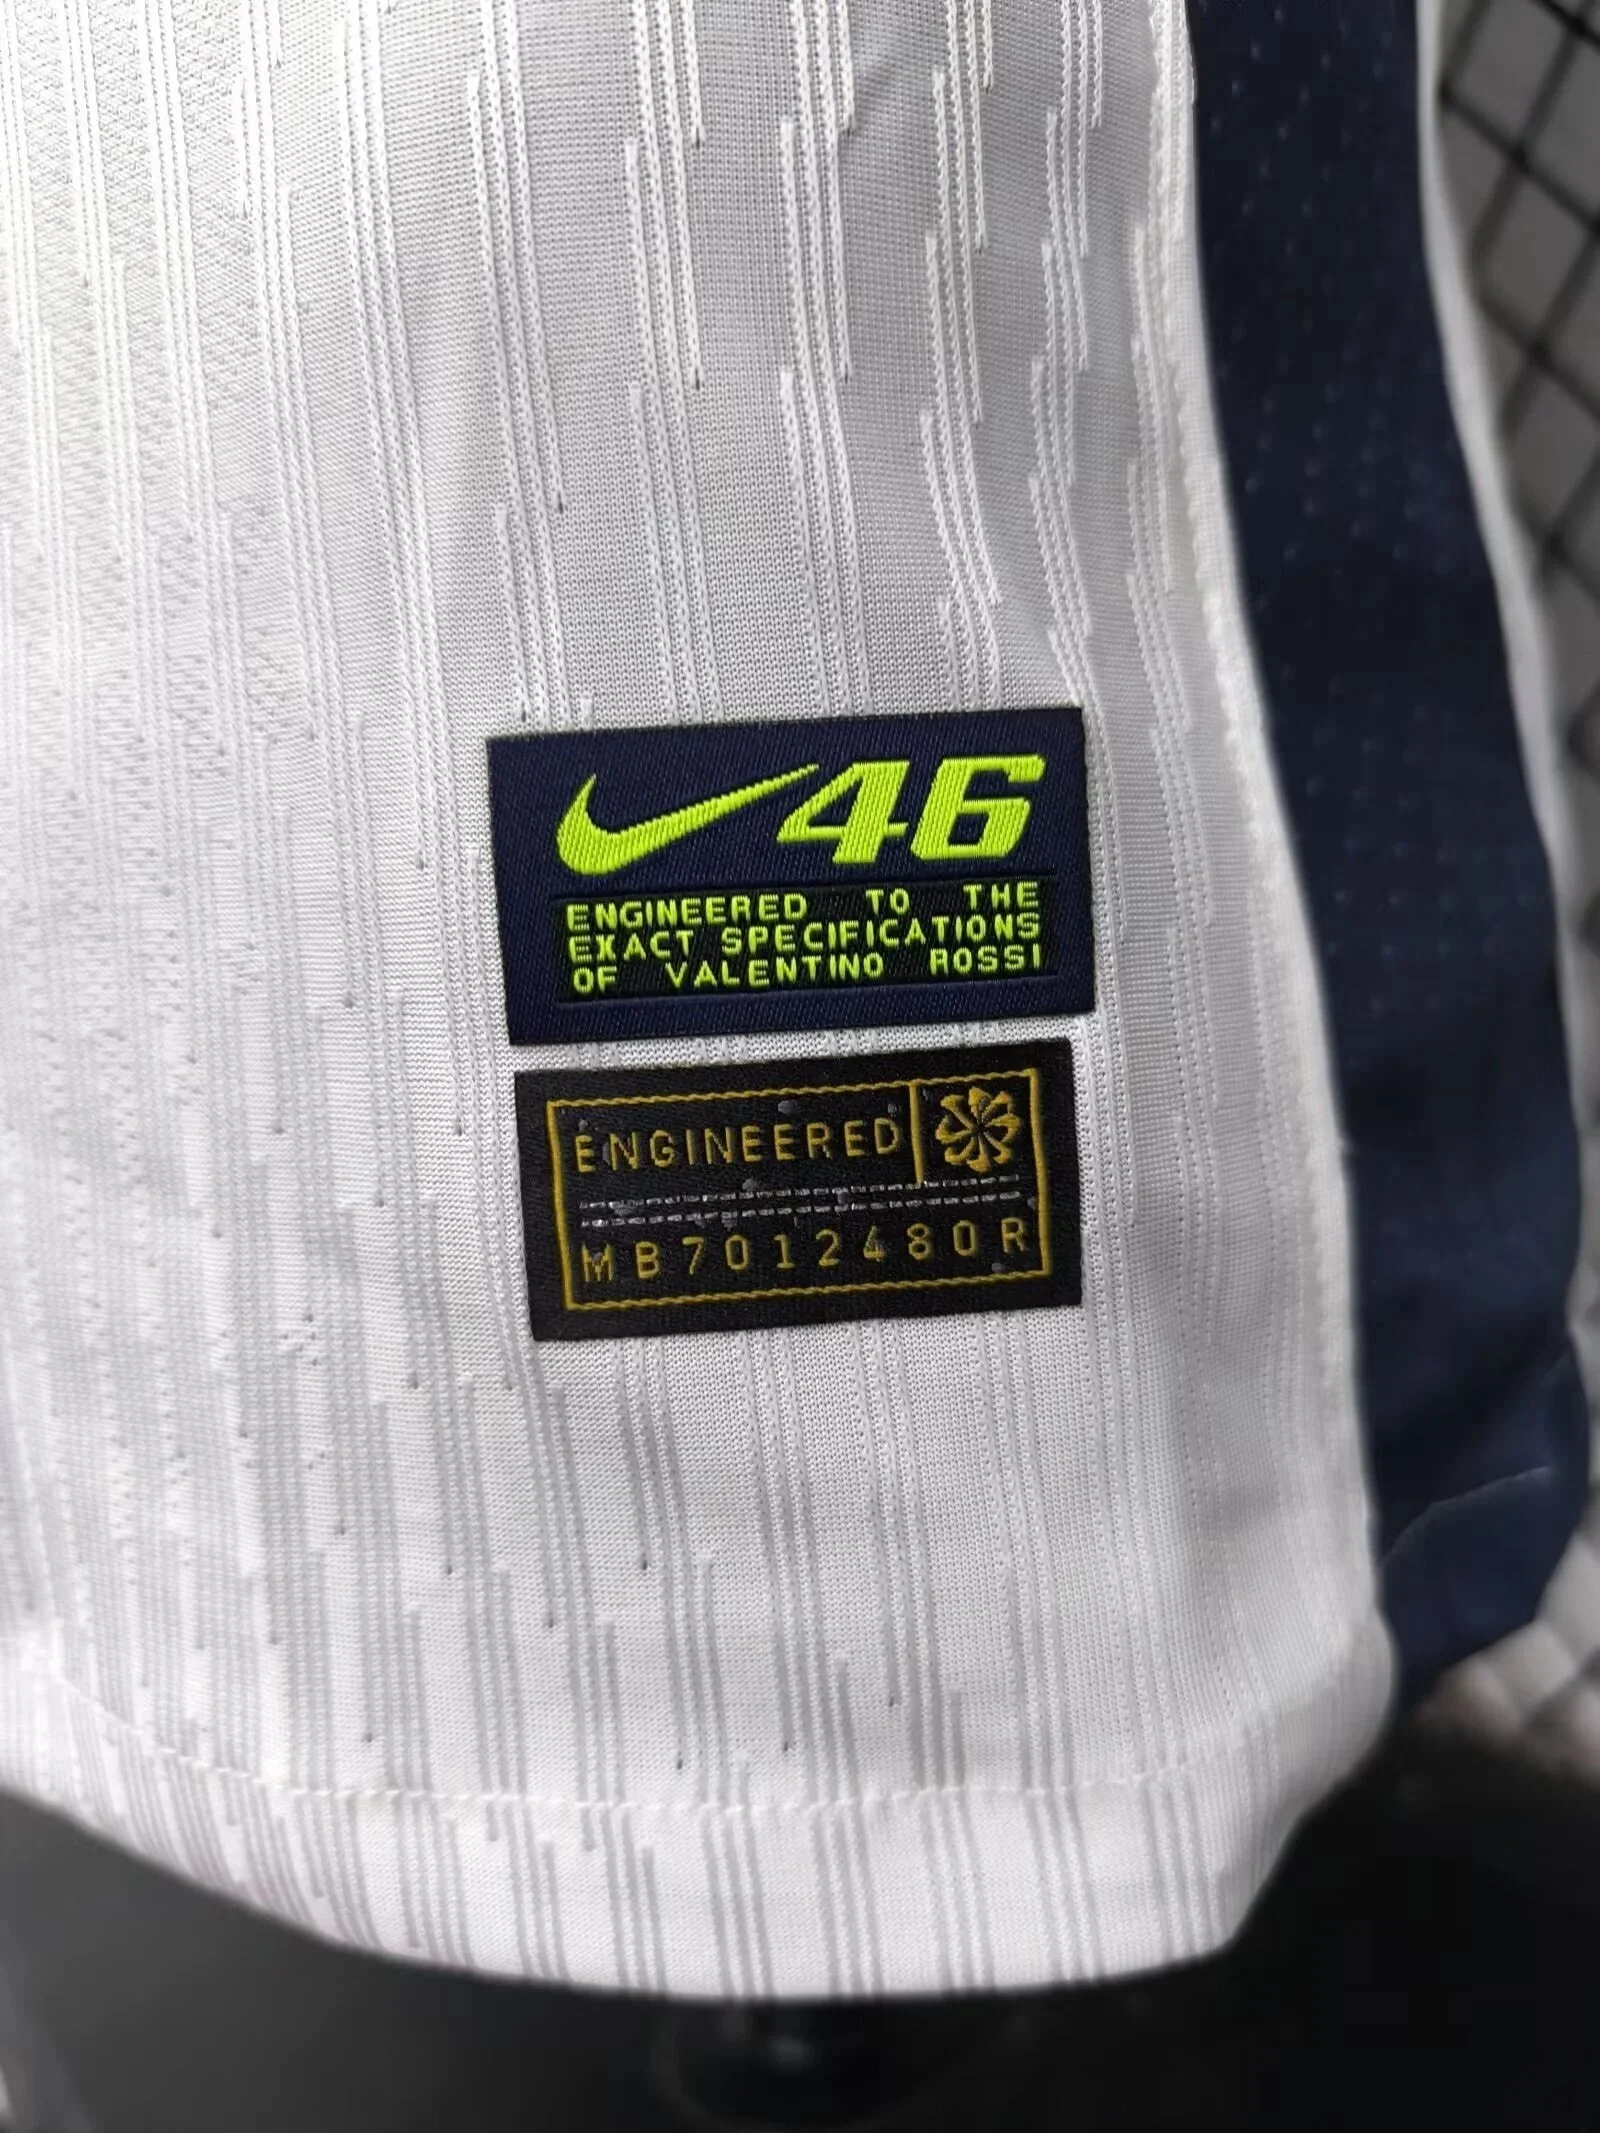 46
ENGINEERED TO THE
EXACT SPECIFICATIONS
OF VALENTINO ROSSI
ENGINEERED
MB7012480R